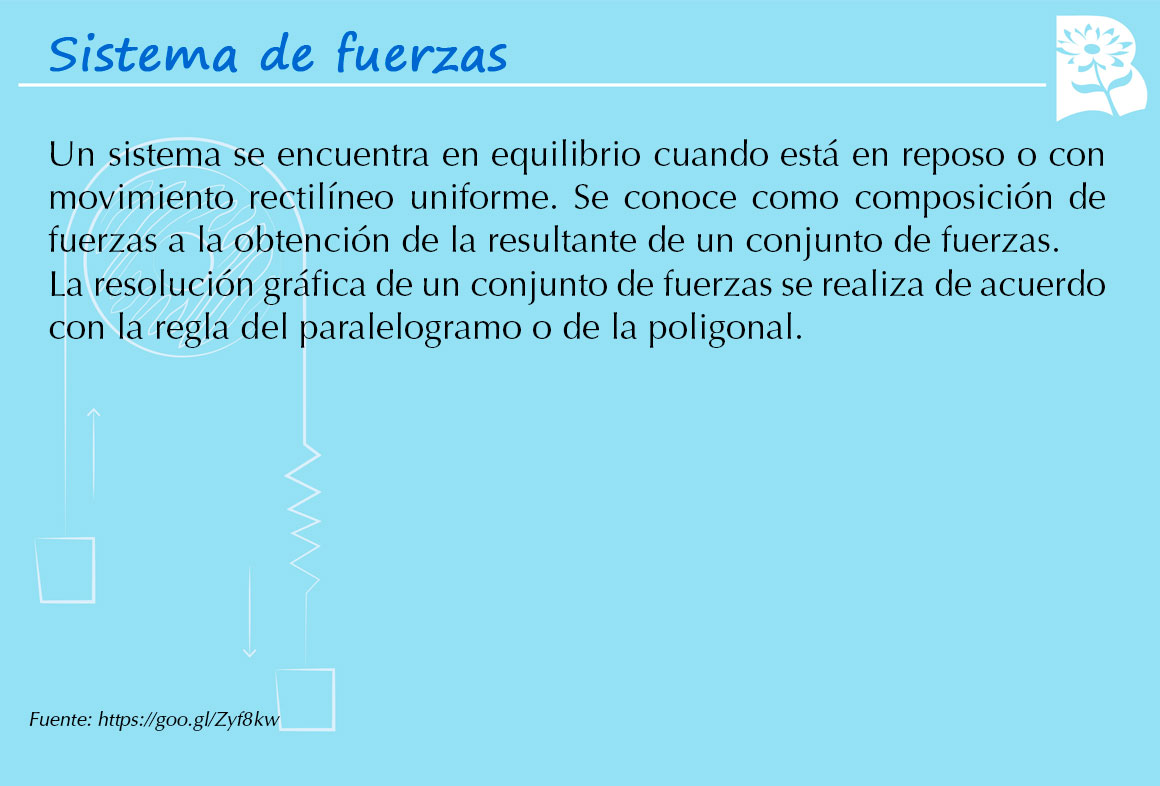 Sistema de fuerzas
Un sistema se encuentra en equilibrio cuando está en reposo o con
movimiento rectilíneo uniforme. Se conoce como composición de
fuerzas a la obtención de la resultante de un conjunto de fuerzas.
La resolución gráfica de un conjunto de fuerzas se realiza de acuerdo
con la regla del paralelogramo o de la poligonal.
Fuente: https://goo.gl/Zyf8kw